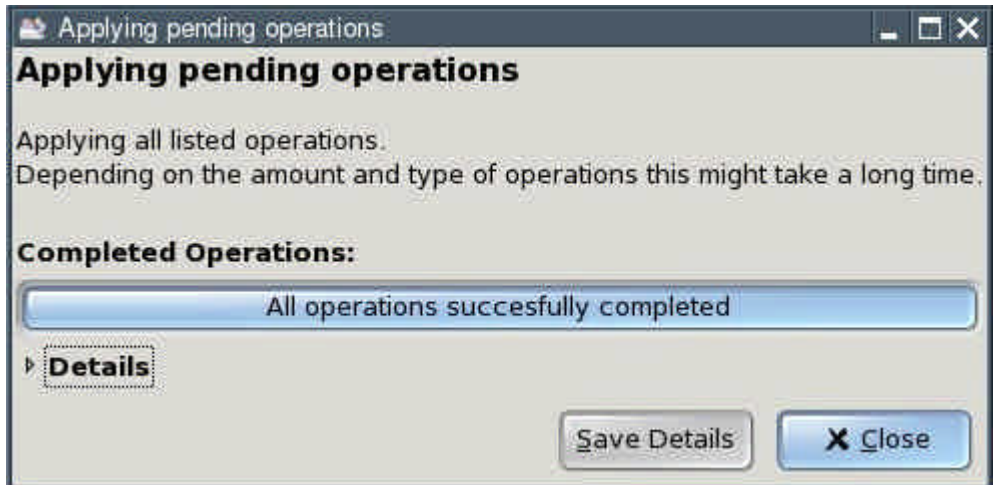 Applying pending operations
Applying pending operations
Applying all listed operations.
Depending on the amount and type of operations this might take a long time.
Completed Operations:
All operations succesfully completed
Details
Save Details
Close